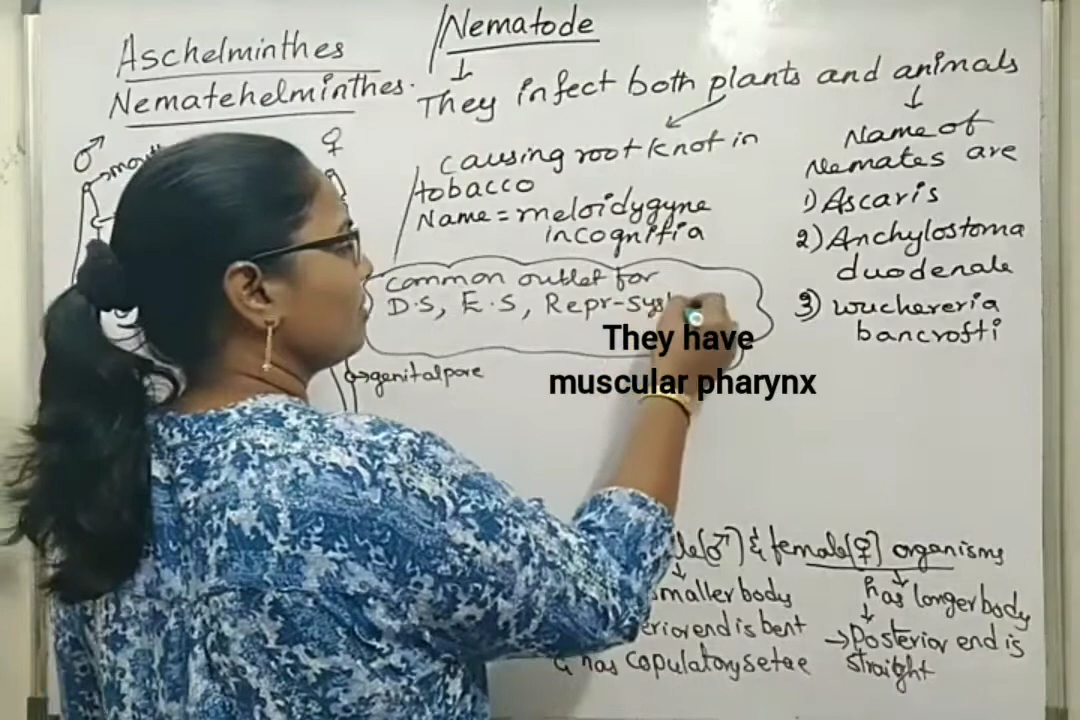 Aschelminthes
Nematehelminthes.
/Nematode
They infect both plants and animals
causing root knot in
tobacco
Name = meloidygyne
incognitia
Name of
Nemates are
1) Ascaris
2) Anchylostoma
duodenale
3) wuchereria
bancrofti
♂
♀
common outlet for
D.S, E.S, Repr-sys
They have
muscular pharynx
genitalpore
(♂) & female(♀) organisms
smaller body
erior end is bent
& has copulatory setae
has longer body
→ Posterior end is
straight